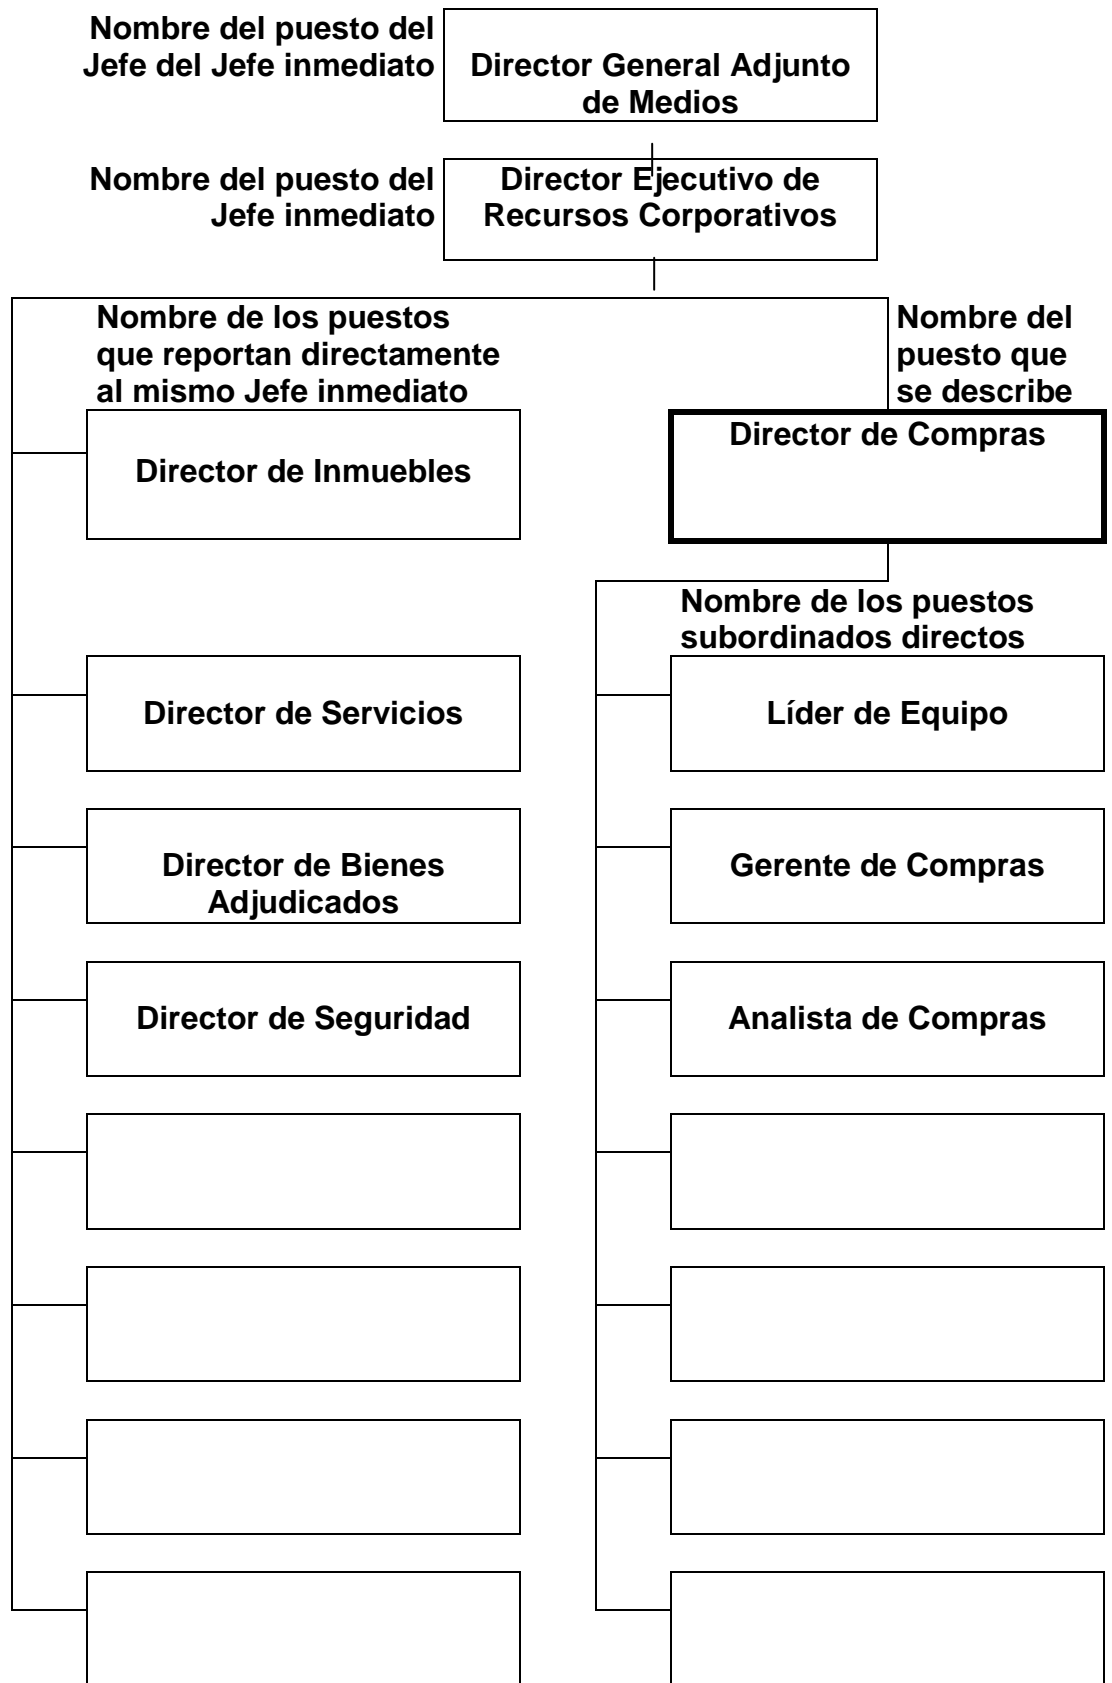 Nombre del puesto del
Jefe del Jefe inmediato
Director General Adjunto
de Medios
Nombre del puesto del
Jefe inmediato
Director Ejecutivo de
Recursos Corporativos
Nombre de los puestos
que reportan directamente
al mismo Jefe inmediato
Nombre del
puesto que
se describe
Director de Inmuebles
Director de Compras
Nombre de los puestos
subordinados directos
Director de Servicios
Líder de Equipo
Director de Bienes
Adjudicados
Gerente de Compras
Director de Seguridad
Analista de Compras